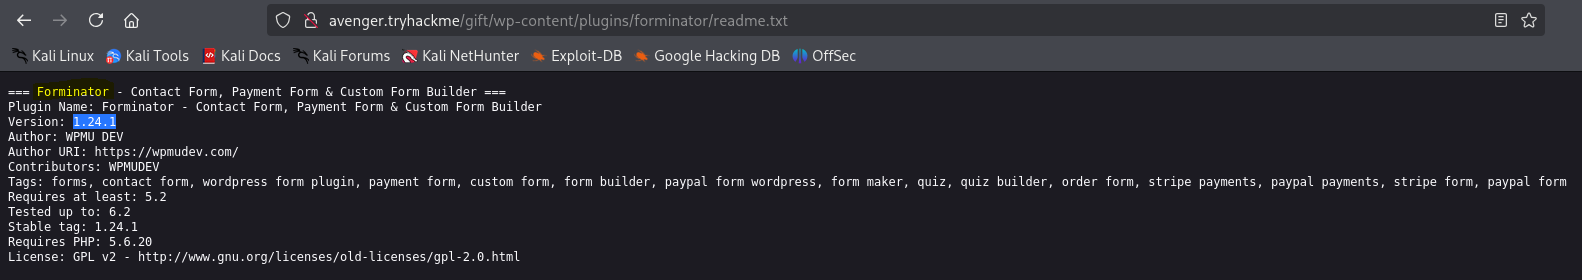 avenger.tryhackme/gift/wp-content/plugins/forminator/readme.txt
Kali Linux Kali Tools Kali Docs Kali Forums Kali NetHunter Exploit-DB Google Hacking DB OffSec
=== Forminator - Contact Form, Payment Form & Custom Form Builder ===
Plugin Name: Forminator - Contact Form, Payment Form & Custom Form Builder
Version: 1.24.1
Author: WPMU DEV
Author URI: https://wpmudev.com/
Contributors: WPMUDEV
Tags: forms, contact form, wordpress form plugin, payment form, custom form, form builder, paypal form wordpress, form maker, quiz, quiz builder, order form, stripe payments, paypal payments, stripe form, paypal form
Requires at least: 5.2
Tested up to: 6.2
Stable tag: 1.24.1
Requires PHP: 5.6.20
License: GPL v2 - http://www.gnu.org/licenses/old-licenses/gpl-2.0.html